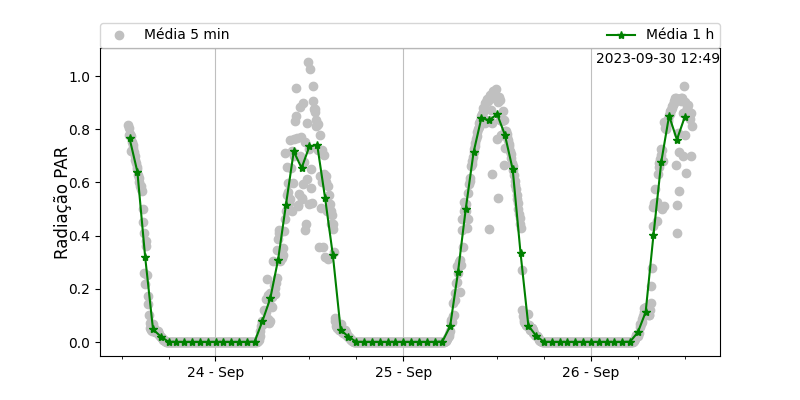 Média 5 min
Média 1 h
2023-09-30 12:49
Radiação PAR
1.0
0.8
0.6
0.4
0.2
0.0
24 - Sep
25 - Sep
26 - Sep